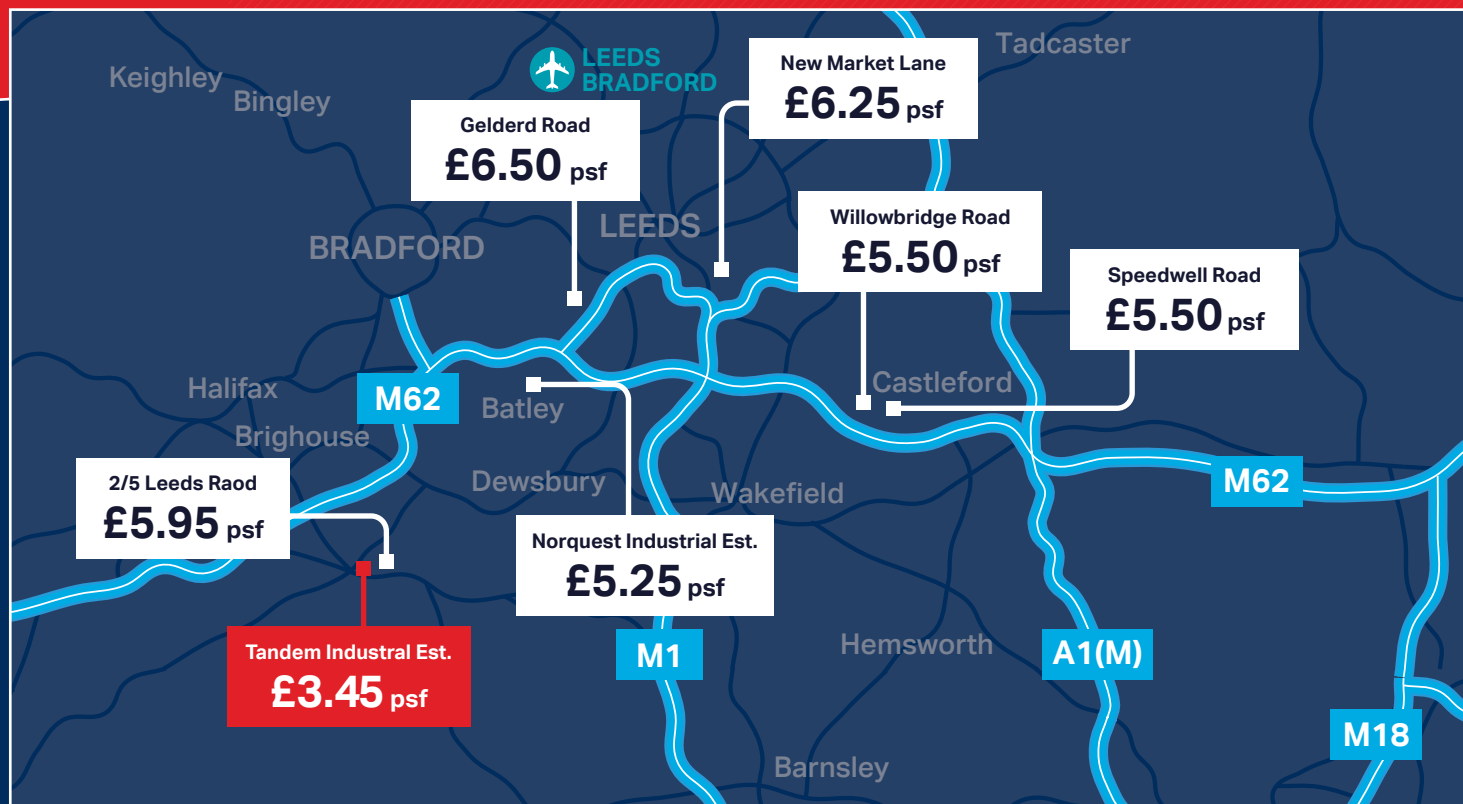 Keighley
Bingley
LEEDS
BRADFORD
Tadcaster
New Market Lane
£6.25 psf
Gelderd Road
£6.50 psf
BRADFORD
LEEDS
Willowbridge Road
£5.50 psf
Speedwell Road
£5.50 psf
Halifax
M62
Batley
Castleford
Brighouse
Dewsbury
Wakefield
M62
2/5 Leeds Raod
£5.95 psf
Norquest Industrial Est.
£5.25 psf
Tandem Industral Est.
£3.45 psf
M1
Hemsworth
A1(M)
M18
Barnsley